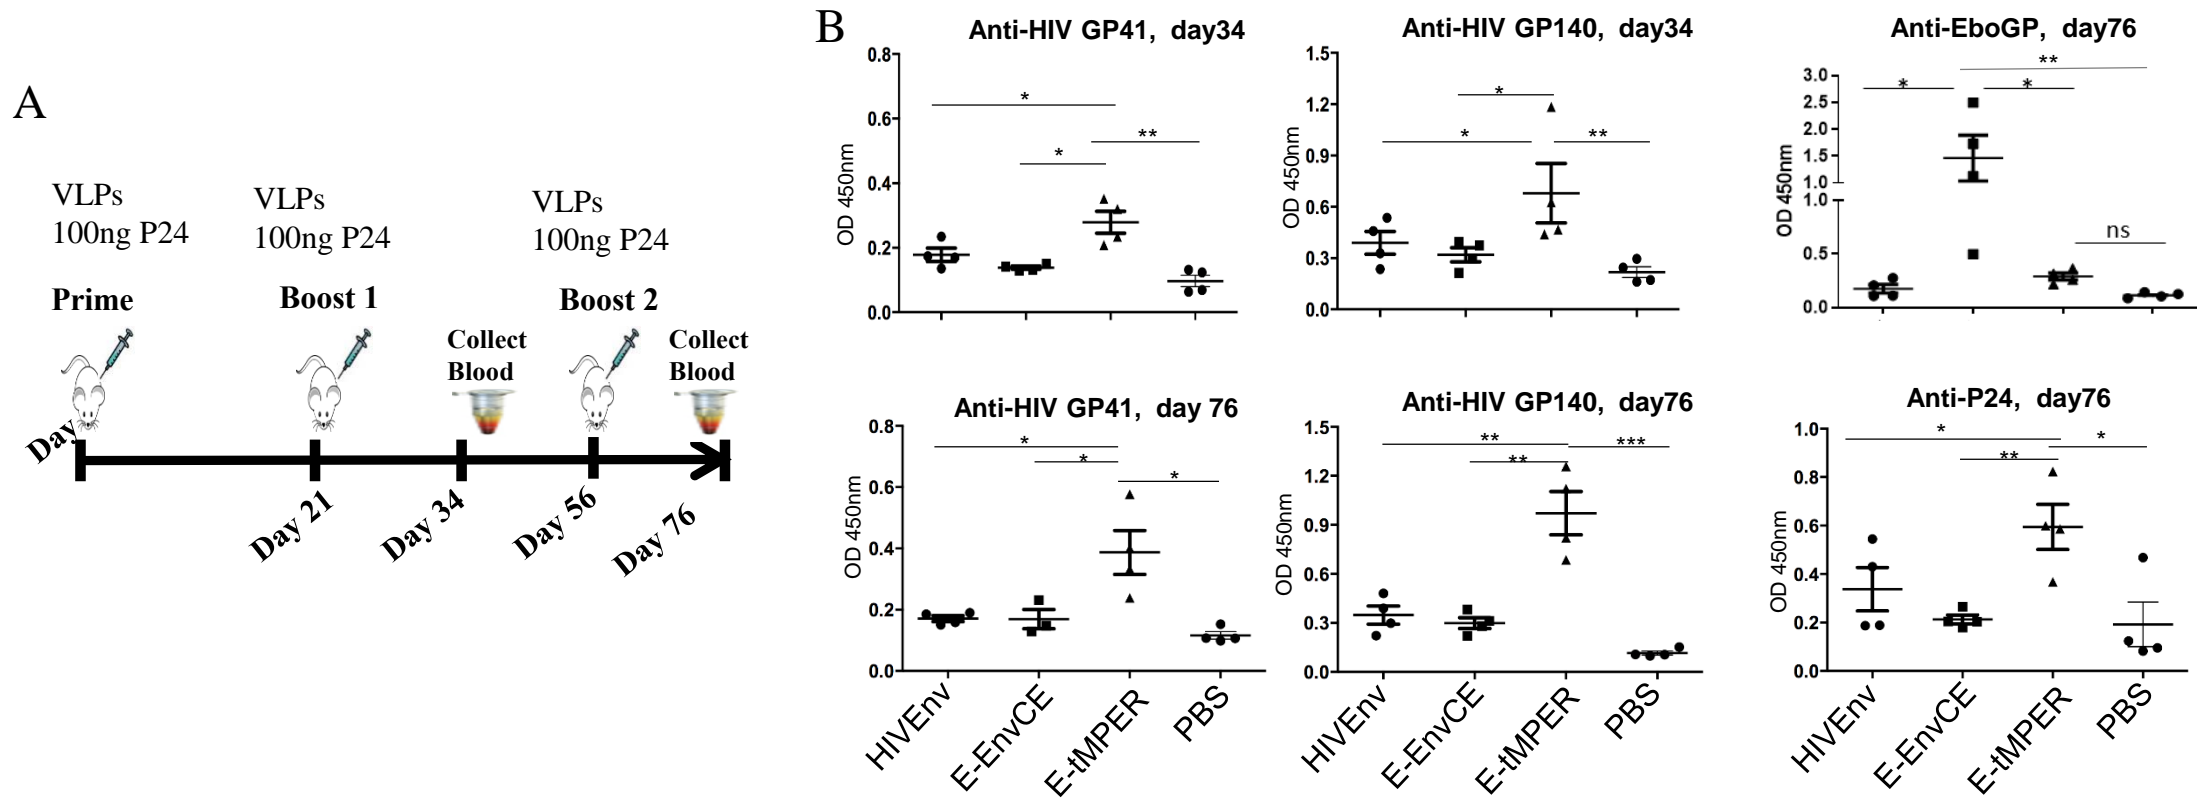 A
VLPs
100ng P24
VLPs
100ng P24
VLPs
100ng P24
Prime
Boost 1
Boost 2
Collect
Blood
Collect
Blood
Day
Day 21
Day 34
Day 56
Day 76
B
Anti-HIV GP41, day34
OD 450nm
0.8
0.6
0.4
0.2
0.0
*
**
*
Anti-HIV GP140, day34
OD 450nm
1.5
1.2
0.9
0.6
0.3
0.0
*
*
**
Anti-EboGP, day76
OD 450nm
3.0
2.5
2.0
1.5
1.0
1.0
0.5
0.0
**
*
*
ns
Anti-HIV GP41, day 76
OD 450nm
0.8
0.6
0.4
0.2
0.0
*
*
*
HIVEnv
E-EnvCE
E-tMPER
PBS
Anti-HIV GP140, day76
OD 450nm
1.5
1.2
0.9
0.6
0.3
0.0
**
***
**
HIVEnv
E-EnvCE
E-tMPER
PBS
Anti-P24, day76
OD 450nm
1.0
0.8
0.6
0.4
0.2
0.0
*
*
**
HIVEnv
E-EnvCE
E-tMPER
PBS